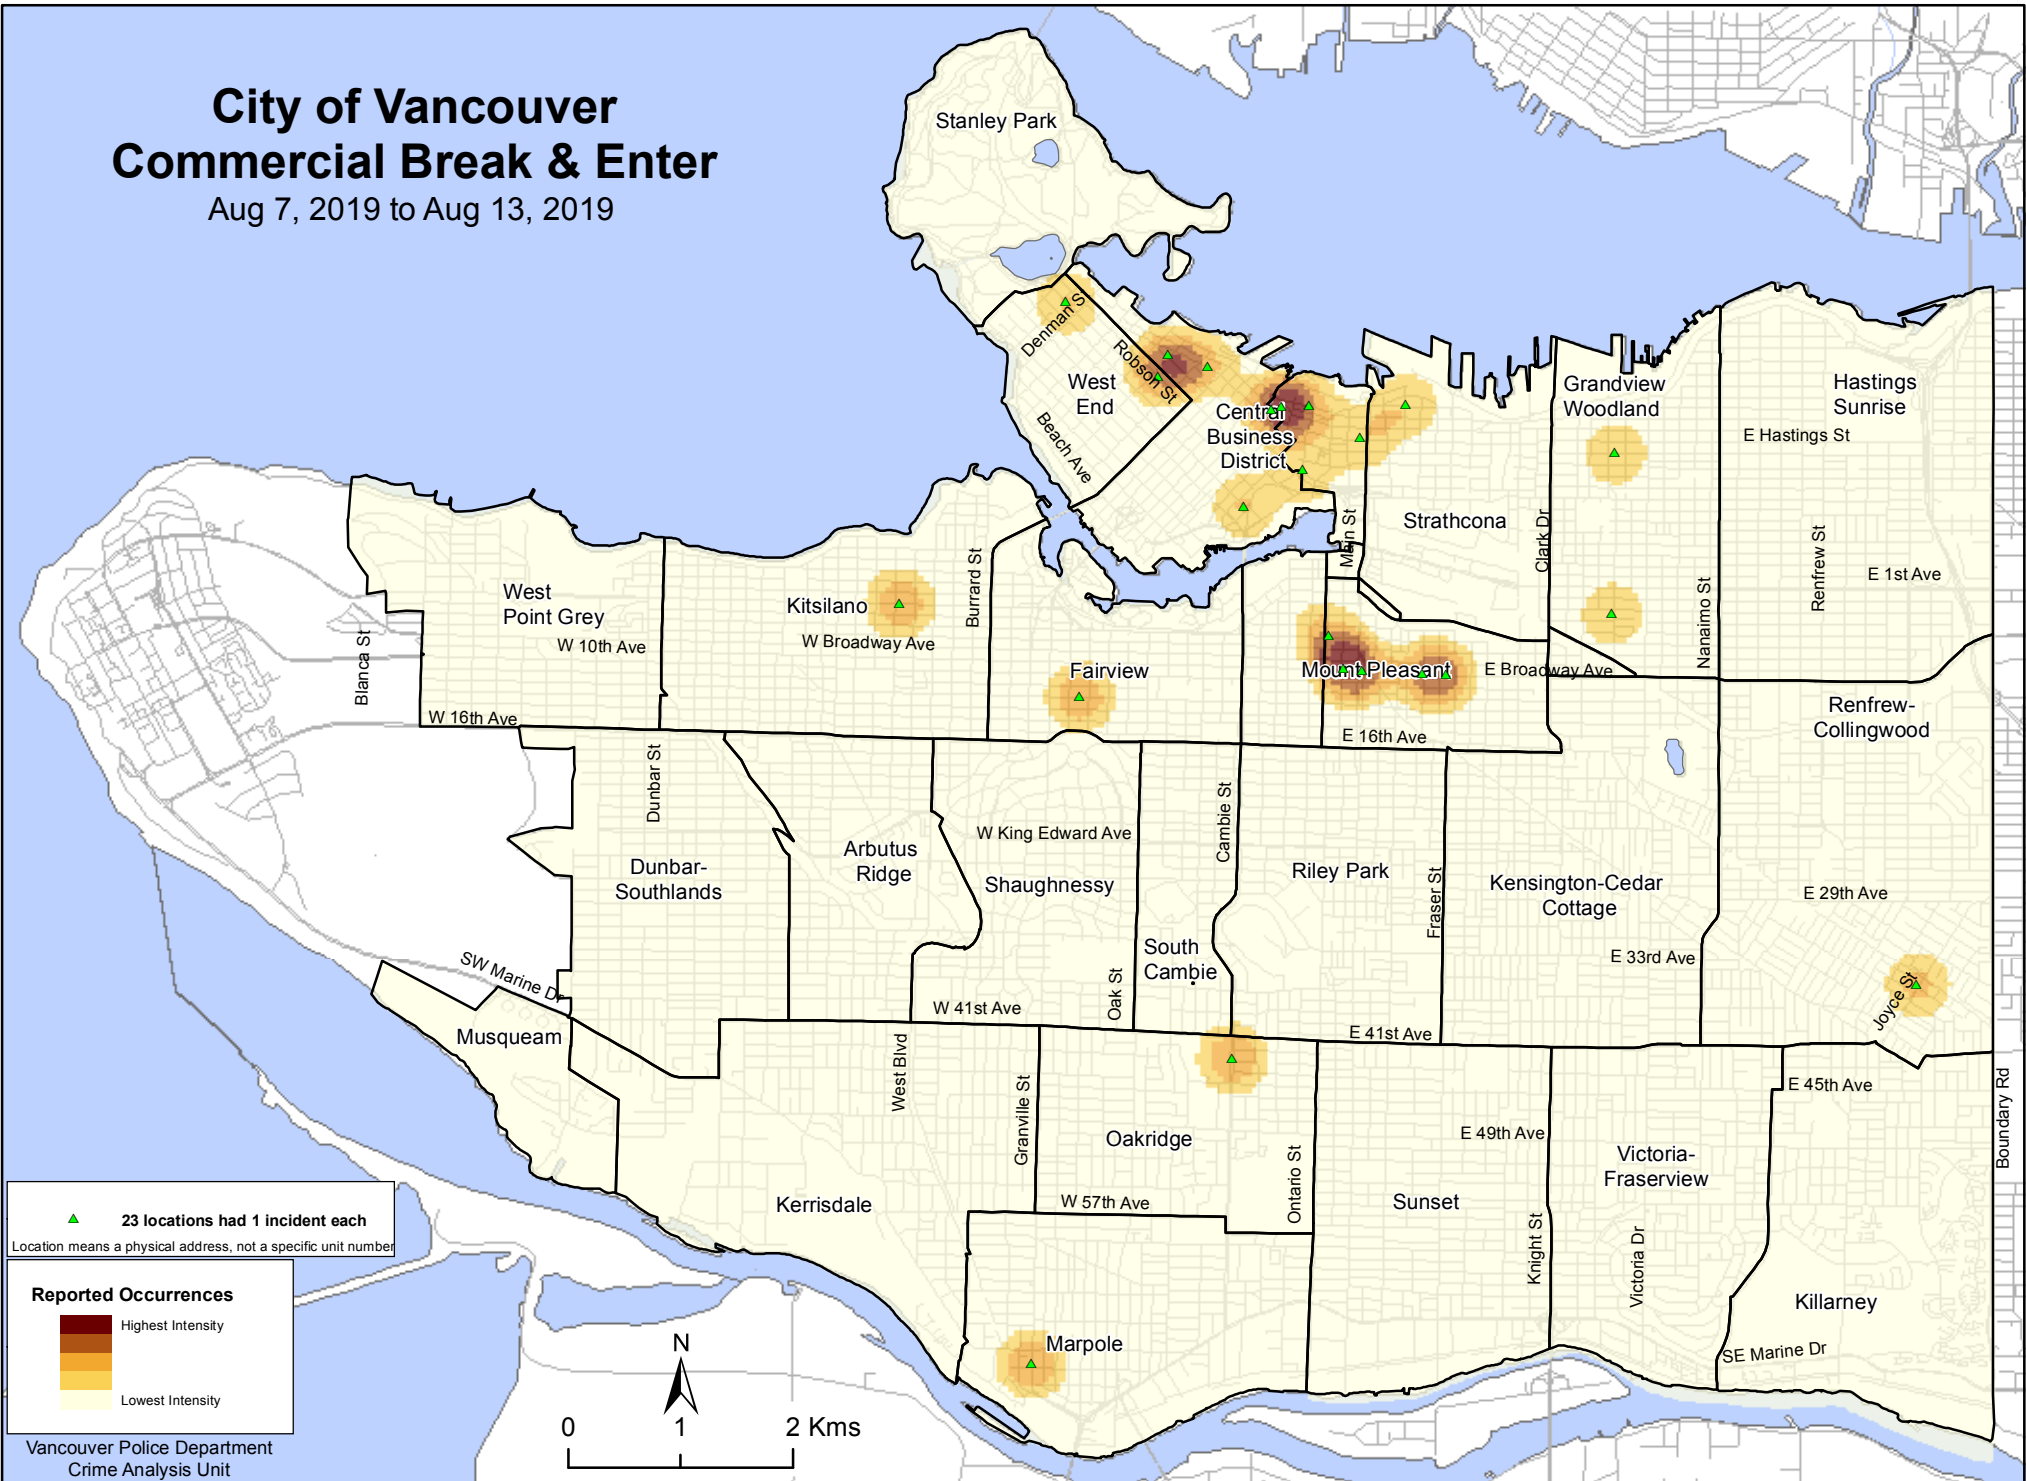 City of Vancouver
Commercial Break & Enter
Aug 7, 2019 to Aug 13, 2019
Stanley Park
Denman S
Robson St
West
End
Beach Ave
Central
Business
District
Grandview
Woodland
Hastings
Sunrise
E Hastings St
Strathcona
Main St
Clark Dr
Nanaimo St
Renfrew St
E 1st Ave
West
Point Grey
W 10th Ave
Blanca St
W 16th Ave
Kitsilano
W Broadway Ave
Burrard St
Fairview
Mount Pleasant
E Broadway Ave
E 16th Ave
Renfrew-
Collingwood
Dunbar St
Dunbar-
Southlands
Arbutus
Ridge
W King Edward Ave
Shaughnessy
Cambie St
South
Cambie
Oak St
Riley Park
Fraser St
Kensington-Cedar
Cottage
E 29th Ave
E 33rd Ave
Joyce St
SW Marine Dr
Musqueam
W 41st Ave
E 41st Ave
West Blvd
Granville St
E 45th Ave
Boundary Rd
Oakridge
E 49th Ave
Ontario St
Victoria-
Fraserview
Kerrisdale
W 57th Ave
Sunset
Knight St
Victoria Dr
Killarney
SE Marine Dr
Marpole
23 locations had 1 incident each
Location means a physical address, not a specific unit number
Reported Occurrences
Highest Intensity
Lowest Intensity
Vancouver Police Department
Crime Analysis Unit
N
0 1 2 Kms